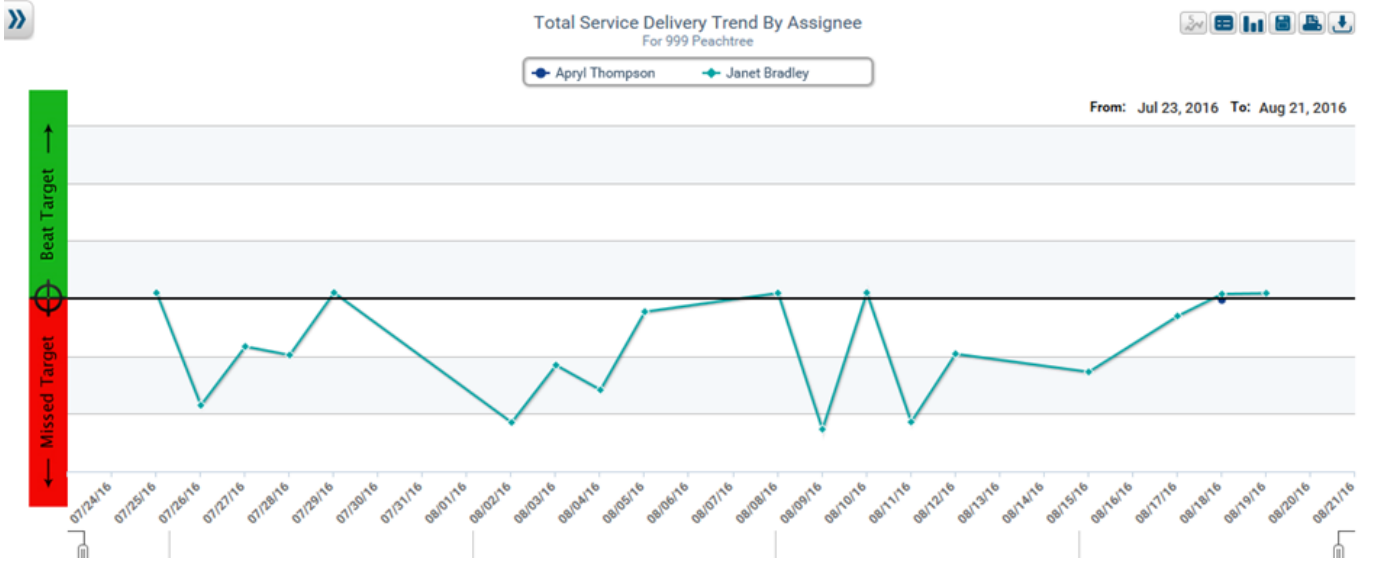 Total Service Delivery Trend By Assignee
For 999 Peachtree
Apryl Thompson Janet Bradley
From: Jul 23, 2016 To: Aug 21, 2016
Beat Target
Missed Target
07/24/16 07/25/16 07/26/16 07/27/16 07/28/16 07/29/16 07/30/16 07/31/16 08/01/16 08/02/16 08/03/16 08/04/16 08/05/16 08/06/16 08/07/16 08/08/16 08/09/16 08/10/16 08/11/16 08/12/16 08/13/16 08/14/16 08/15/16 08/16/16 08/17/16 08/18/16 08/19/16 08/20/16 08/21/16